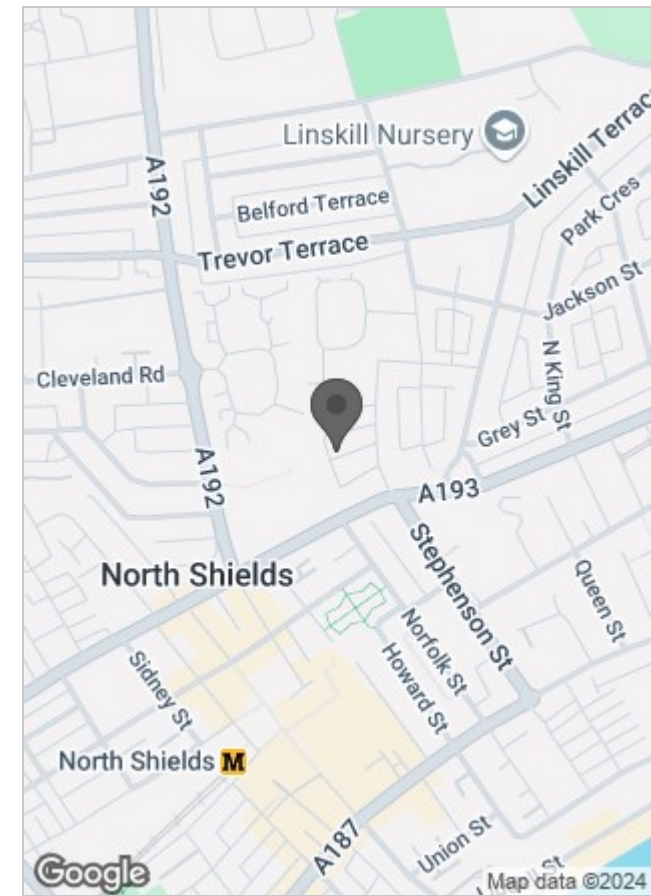 Linskill Nursery
Linskill Terrace
A192
Belford Terrace
Park Cres
Trevor Terrace
Jackson St
N King St
Cleveland Rd
Grey St
A192
A193
North Shields
Stephenson St
Queen St
Norfolk St
Howard St
Sidney St
North Shields M
A187
Union St
Google
Map data ©2024